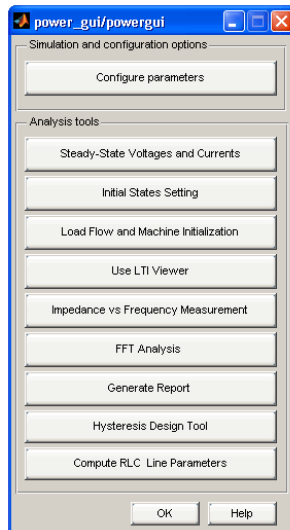 power_gui/powergui
Simulation and configuration options
Configure parameters
Analysis tools
Steady-State Voltages and Currents
Initial States Setting
Load Flow and Machine Initialization
Use LTI Viewer
Impedance vs Frequency Measurement
FFT Analysis
Generate Report
Hysteresis Design Tool
Compute RLC Line Parameters
OK Help